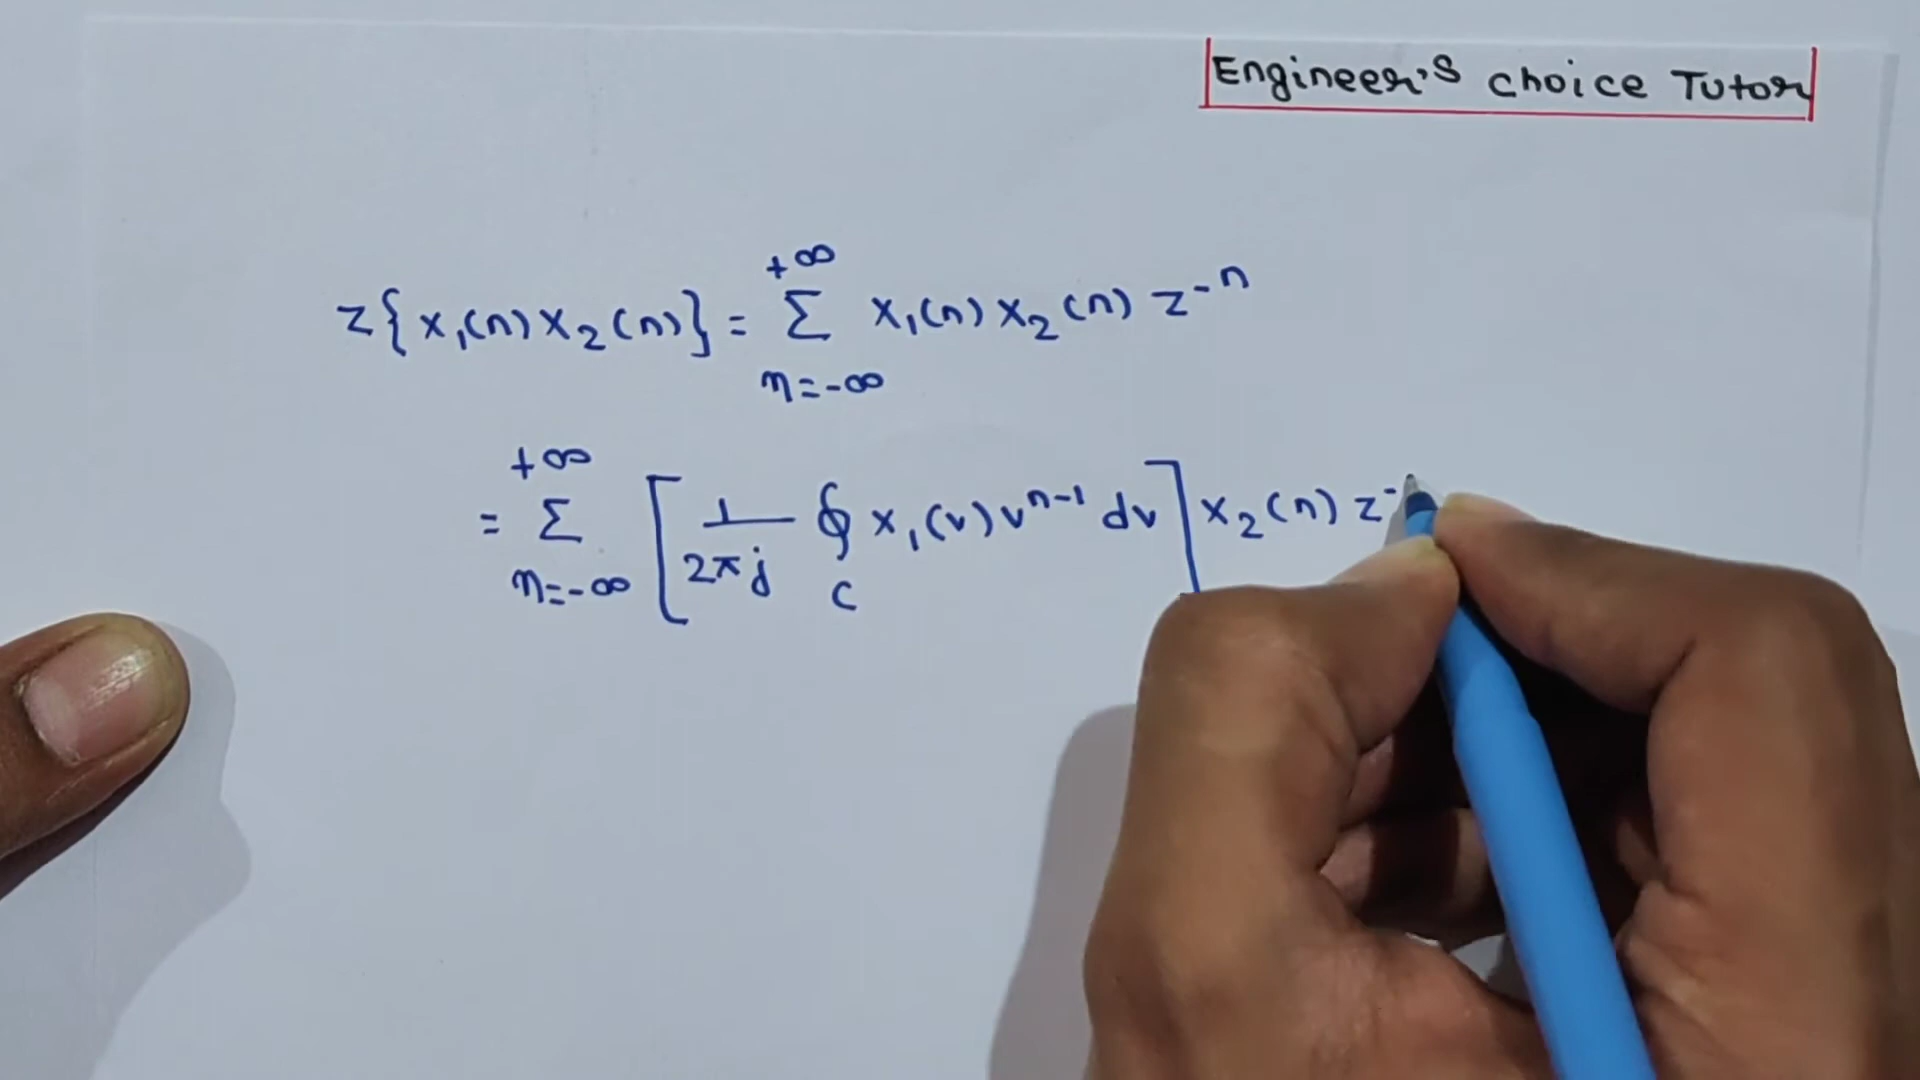 Engineer's choice Tutor
z{x₁(n) x₂(n)} = +∞ Σ n=-∞ x₁(n) x₂(n) z⁻ⁿ
= +∞ Σ n=-∞ [1/2πj ∮ c x₁(v) vⁿ⁻¹ dv] x₂(n) z⁻